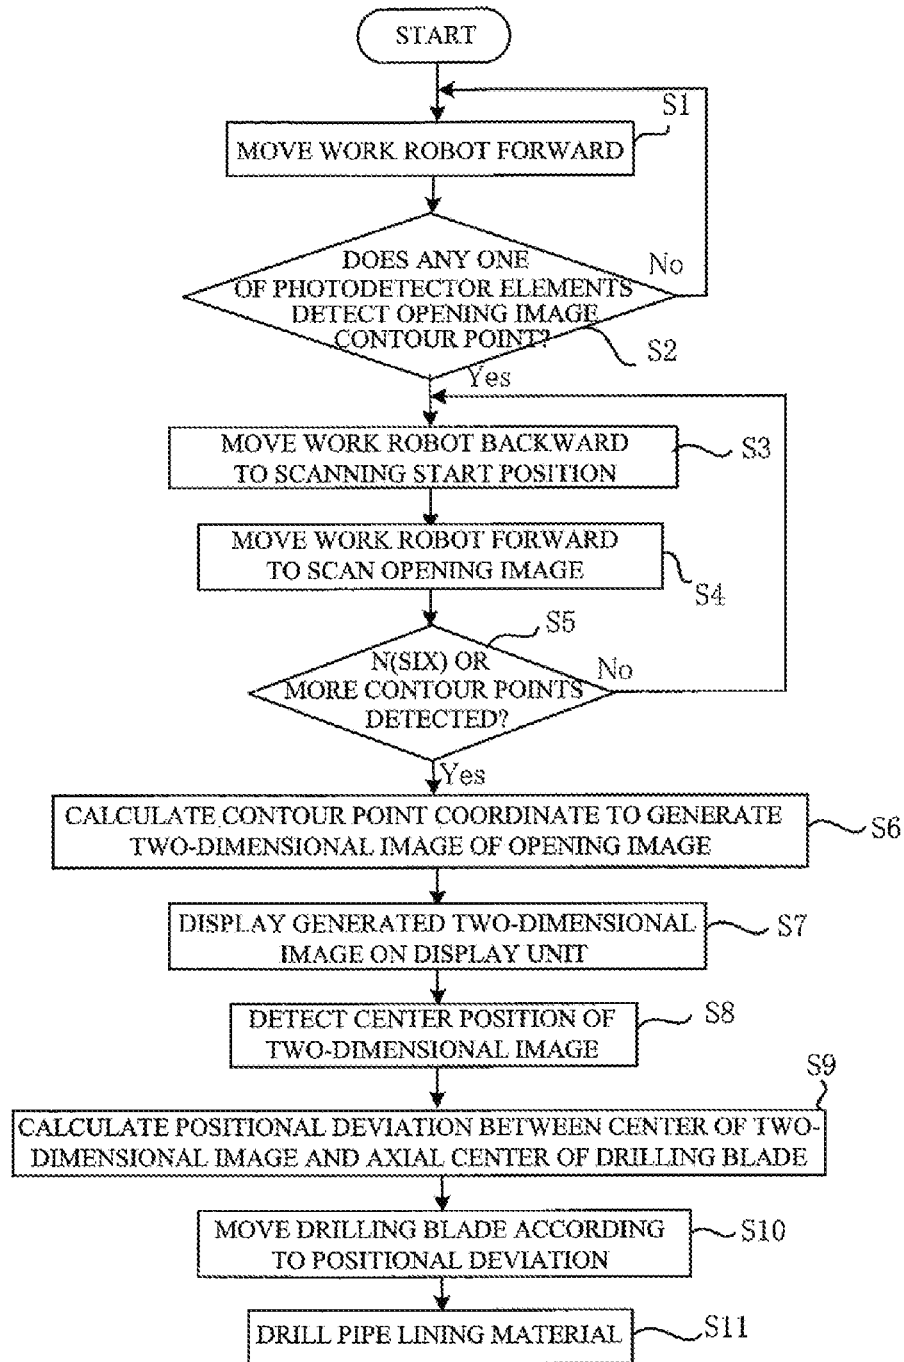 START
S1
MOVE WORK ROBOT FORWARD
DOES ANY ONE
OF PHOTODETECTOR ELEMENTS
DETECT OPENING IMAGE
CONTOUR POINT?
No
S2
Yes
MOVE WORK ROBOT BACKWARD
TO SCANNING START POSITION
S3
MOVE WORK ROBOT FORWARD
TO SCAN OPENING IMAGE
S4
S5
N(SIX) OR
MORE CONTOUR POINTS
DETECTED?
No
Yes
CALCULATE CONTOUR POINT COORDINATE TO GENERATE
TWO-DIMENSIONAL IMAGE OF OPENING IMAGE
S6
DISPLAY GENERATED TWO-DIMENSIONAL
IMAGE ON DISPLAY UNIT
S7
DETECT CENTER POSITION OF
TWO-DIMENSIONAL IMAGE
S8
S9
CALCULATE POSITIONAL DEVIATION BETWEEN CENTER OF TWO-
DIMENSIONAL IMAGE AND AXIAL CENTER OF DRILLING BLADE
MOVE DRILLING BLADE ACCORDING
TO POSITIONAL DEVIATION
S10
DRILL PIPE LINING MATERIAL
S11